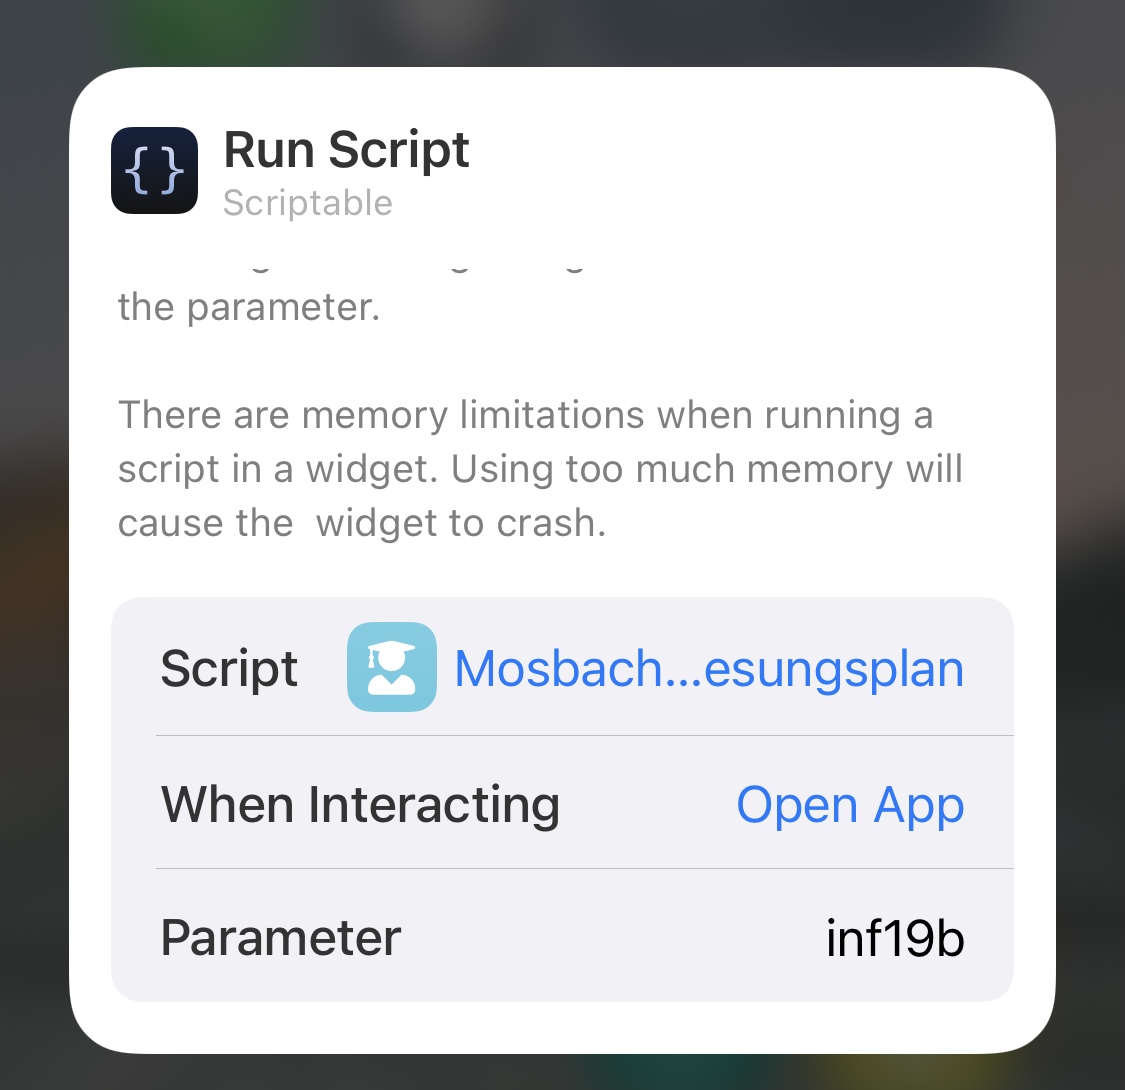 { }
Run Script
Scriptable
the parameter.
There are memory limitations when running a
script in a widget. Using too much memory will
cause the  widget to crash.
Script Mosbach...esungsplan
When Interacting Open App
Parameter inf19b